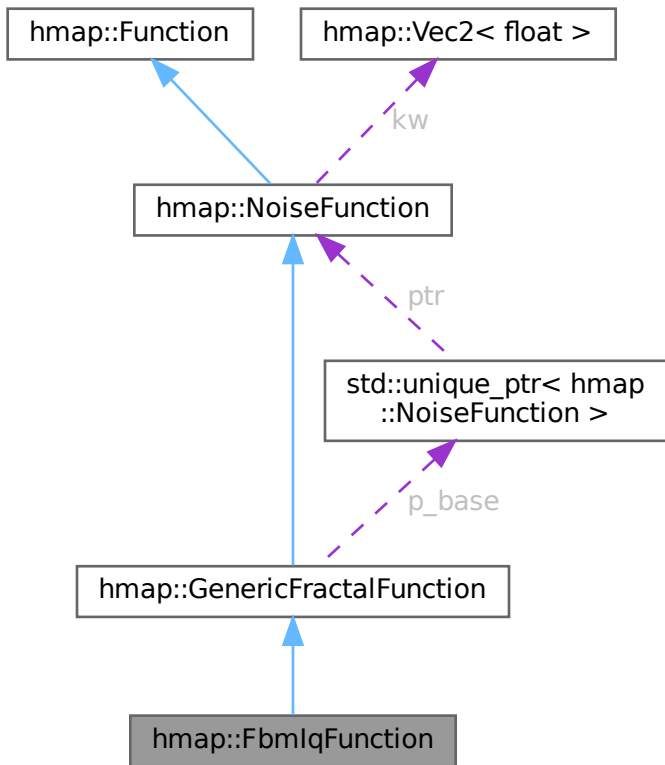 hmap::Function
hmap::Vec2< float >
kw
hmap::NoiseFunction
ptr
std::unique_ptr< hmap
::NoiseFunction >
p_base
hmap::GenericFractalFunction
hmap::FbmIqFunction